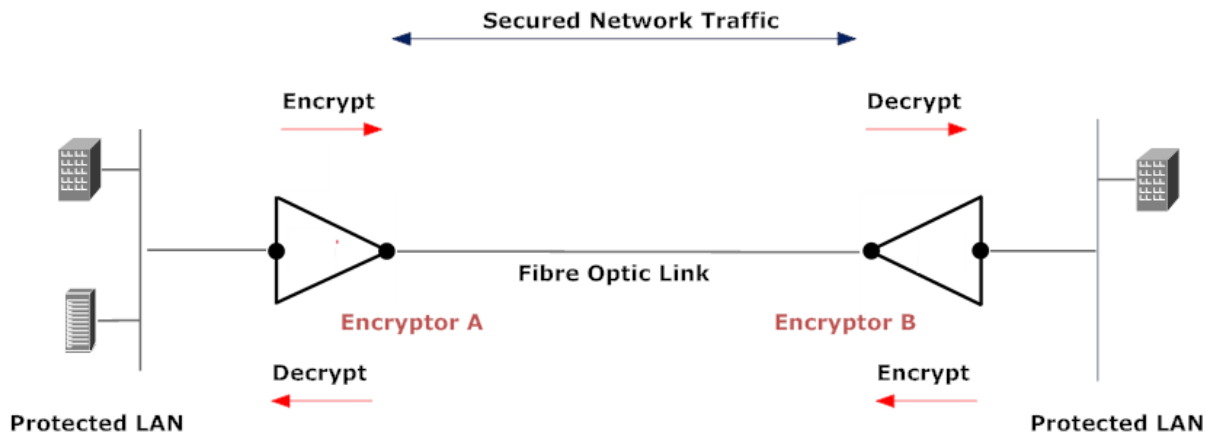 Secured Network Traffic
Encrypt
Decrypt
Fibre Optic Link
Encryptor A
Encryptor B
Decrypt
Encrypt
Protected LAN
Protected LAN